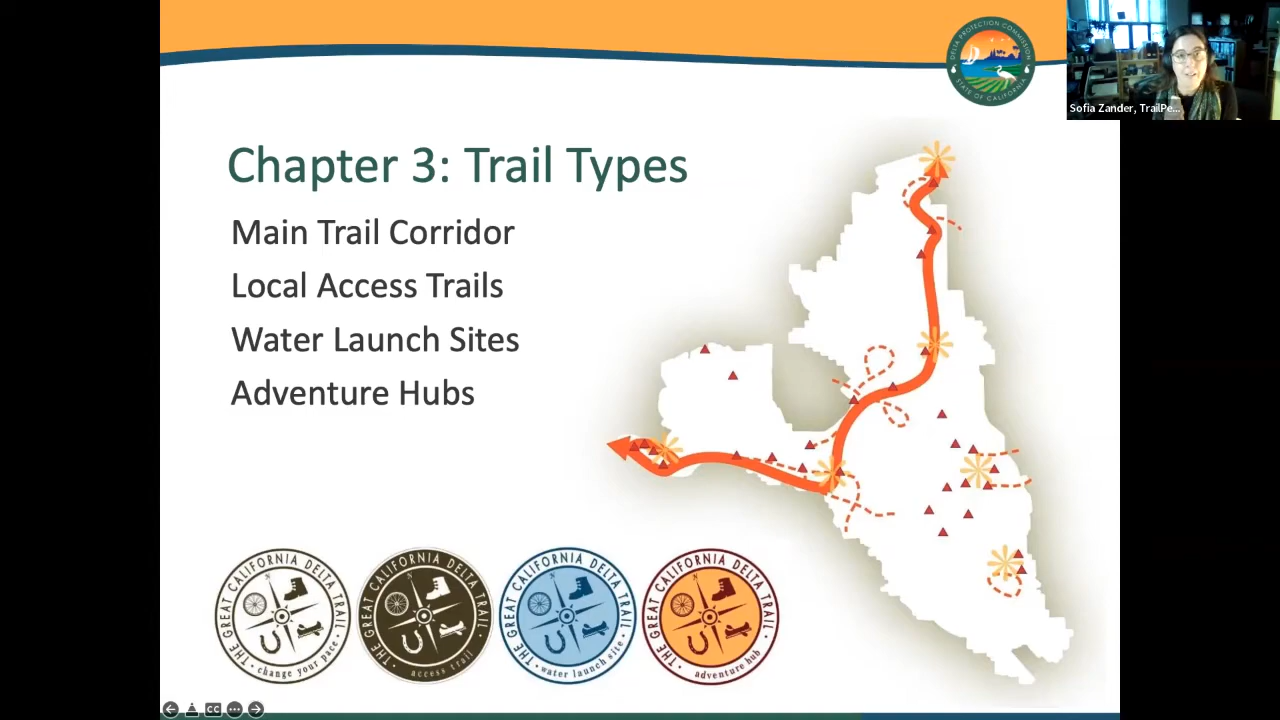 DELTA PROTECTION COMMISSION
STATE OF CALIFORNIA
Sofia Zander, TrailPe...
Chapter 3: Trail Types
Main Trail Corridor
Local Access Trails
Water Launch Sites
Adventure Hubs
THE GREAT CALIFORNIA DELTA TRAIL
N
change your pace
THE GREAT CALIFORNIA DELTA TRAIL
N
access trail
THE GREAT CALIFORNIA DELTA TRAIL
N
water launch site
THE GREAT CALIFORNIA DELTA TRAIL
N
adventure hub
CC